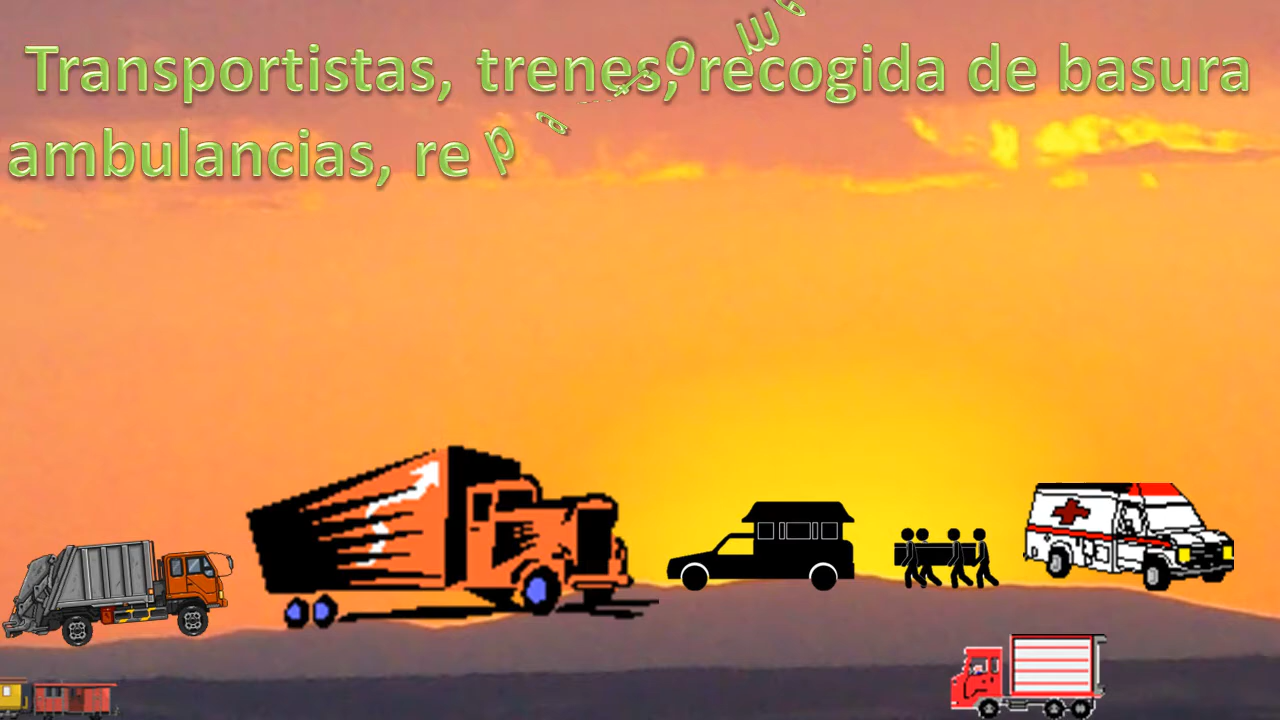 Transportistas, trenes, recogida de basura
ambulancias, re